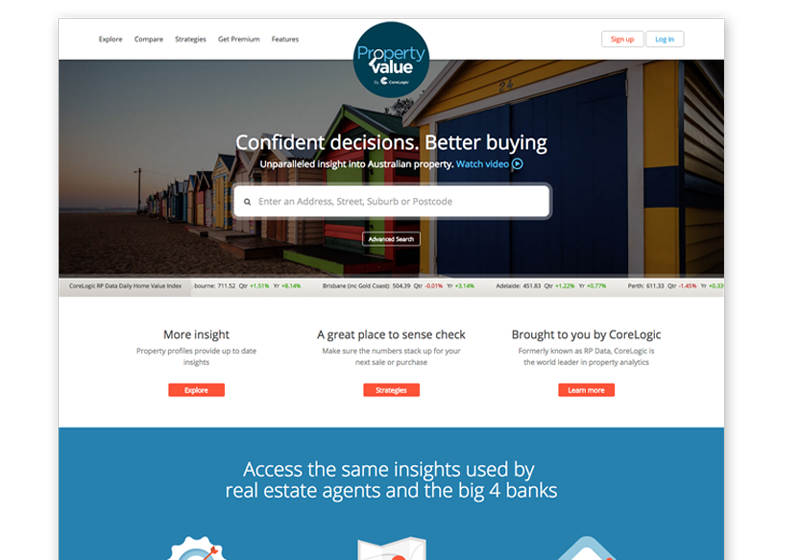 Explore Compare Strategies Get Premium Features
Sign up Log in
Property
Value
By CoreLogic
24
Confident decisions. Better buying
Unparalleled insight into Australian property. Watch video
Enter an Address, Street, Suburb or Postcode
Advanced Search
CoreLogic RP Data Daily Home Value Index bourne: 711.52 Qtr +1.51% Yr +8.14% Brisbane (inc Gold Coast): 504.39 Qtr -0.01% Yr +3.14% Adelaide: 451.83 Qtr +1.22% Yr +0.77% Perth: 611.33 Qtr -1.45% Yr +0.33
More insight
Property profiles provide up to date
insights
Explore
A great place to sense check
Make sure the numbers stack up for your
next sale or purchase
Strategies
Brought to you by CoreLogic
Formerly known as RP Data, CoreLogic is
the world leader in property analytics
Learn more
Access the same insights used by
real estate agents and the big 4 banks